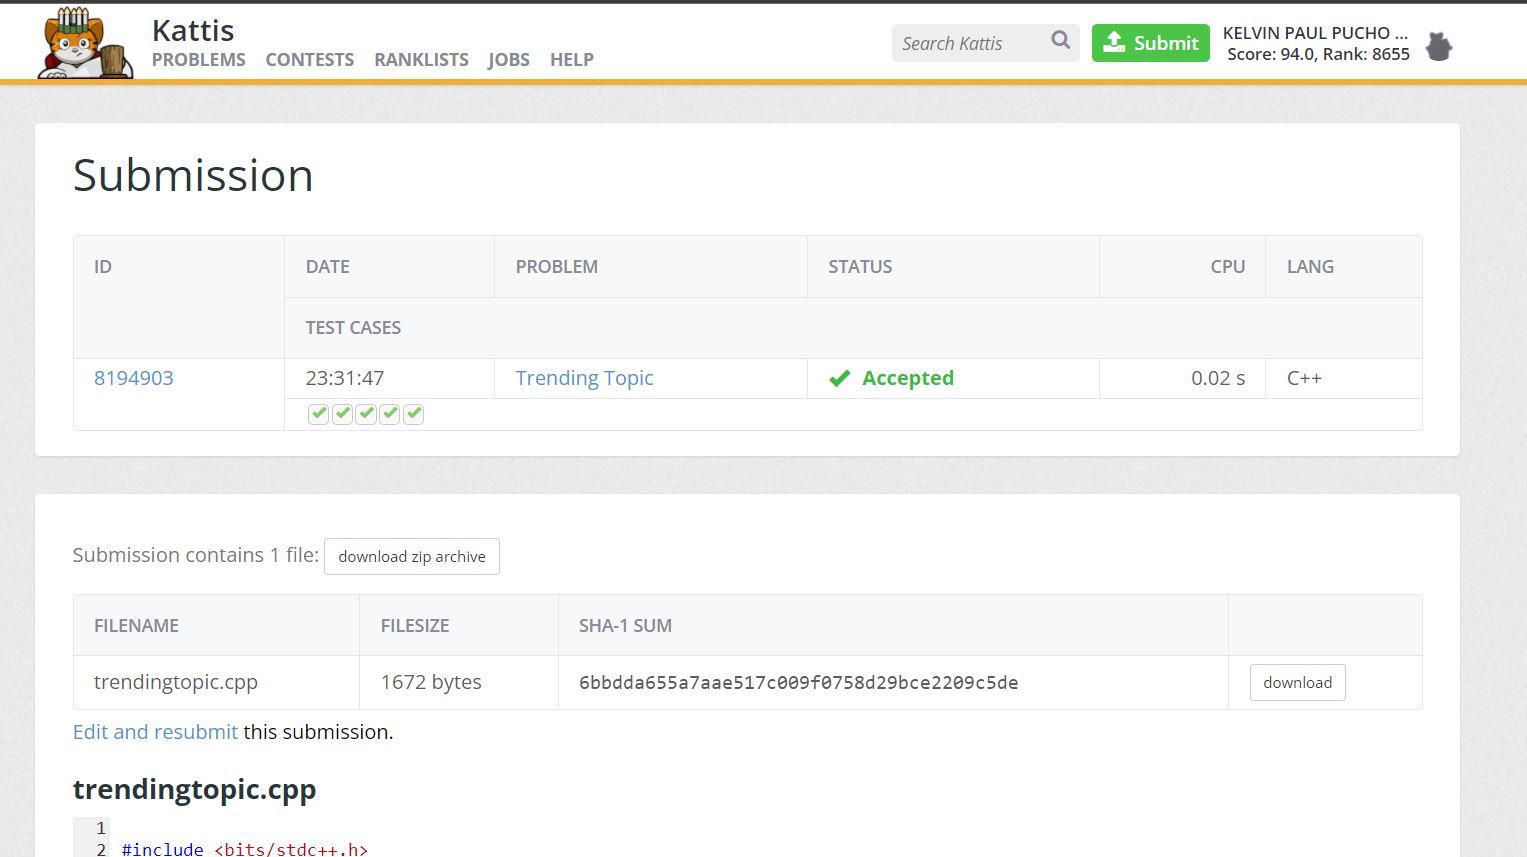 Kattis
PROBLEMS CONTESTS RANKLISTS JOBS HELP
Search Kattis
Submit
KELVIN PAUL PUCHO ...
Score: 94.0, Rank: 8655
Submission
ID DATE PROBLEM STATUS CPU LANG
TEST CASES
8194903 23:31:47 Trending Topic Accepted 0.02 s C++
Submission contains 1 file: download zip archive
FILENAME FILESIZE SHA-1 SUM
trendingtopic.cpp 1672 bytes 6bbdda655a7aae517c009f0758d29bce2209c5de download
Edit and resubmit this submission.
trendingtopic.cpp
1
2 #include <bits/stdc++.h>